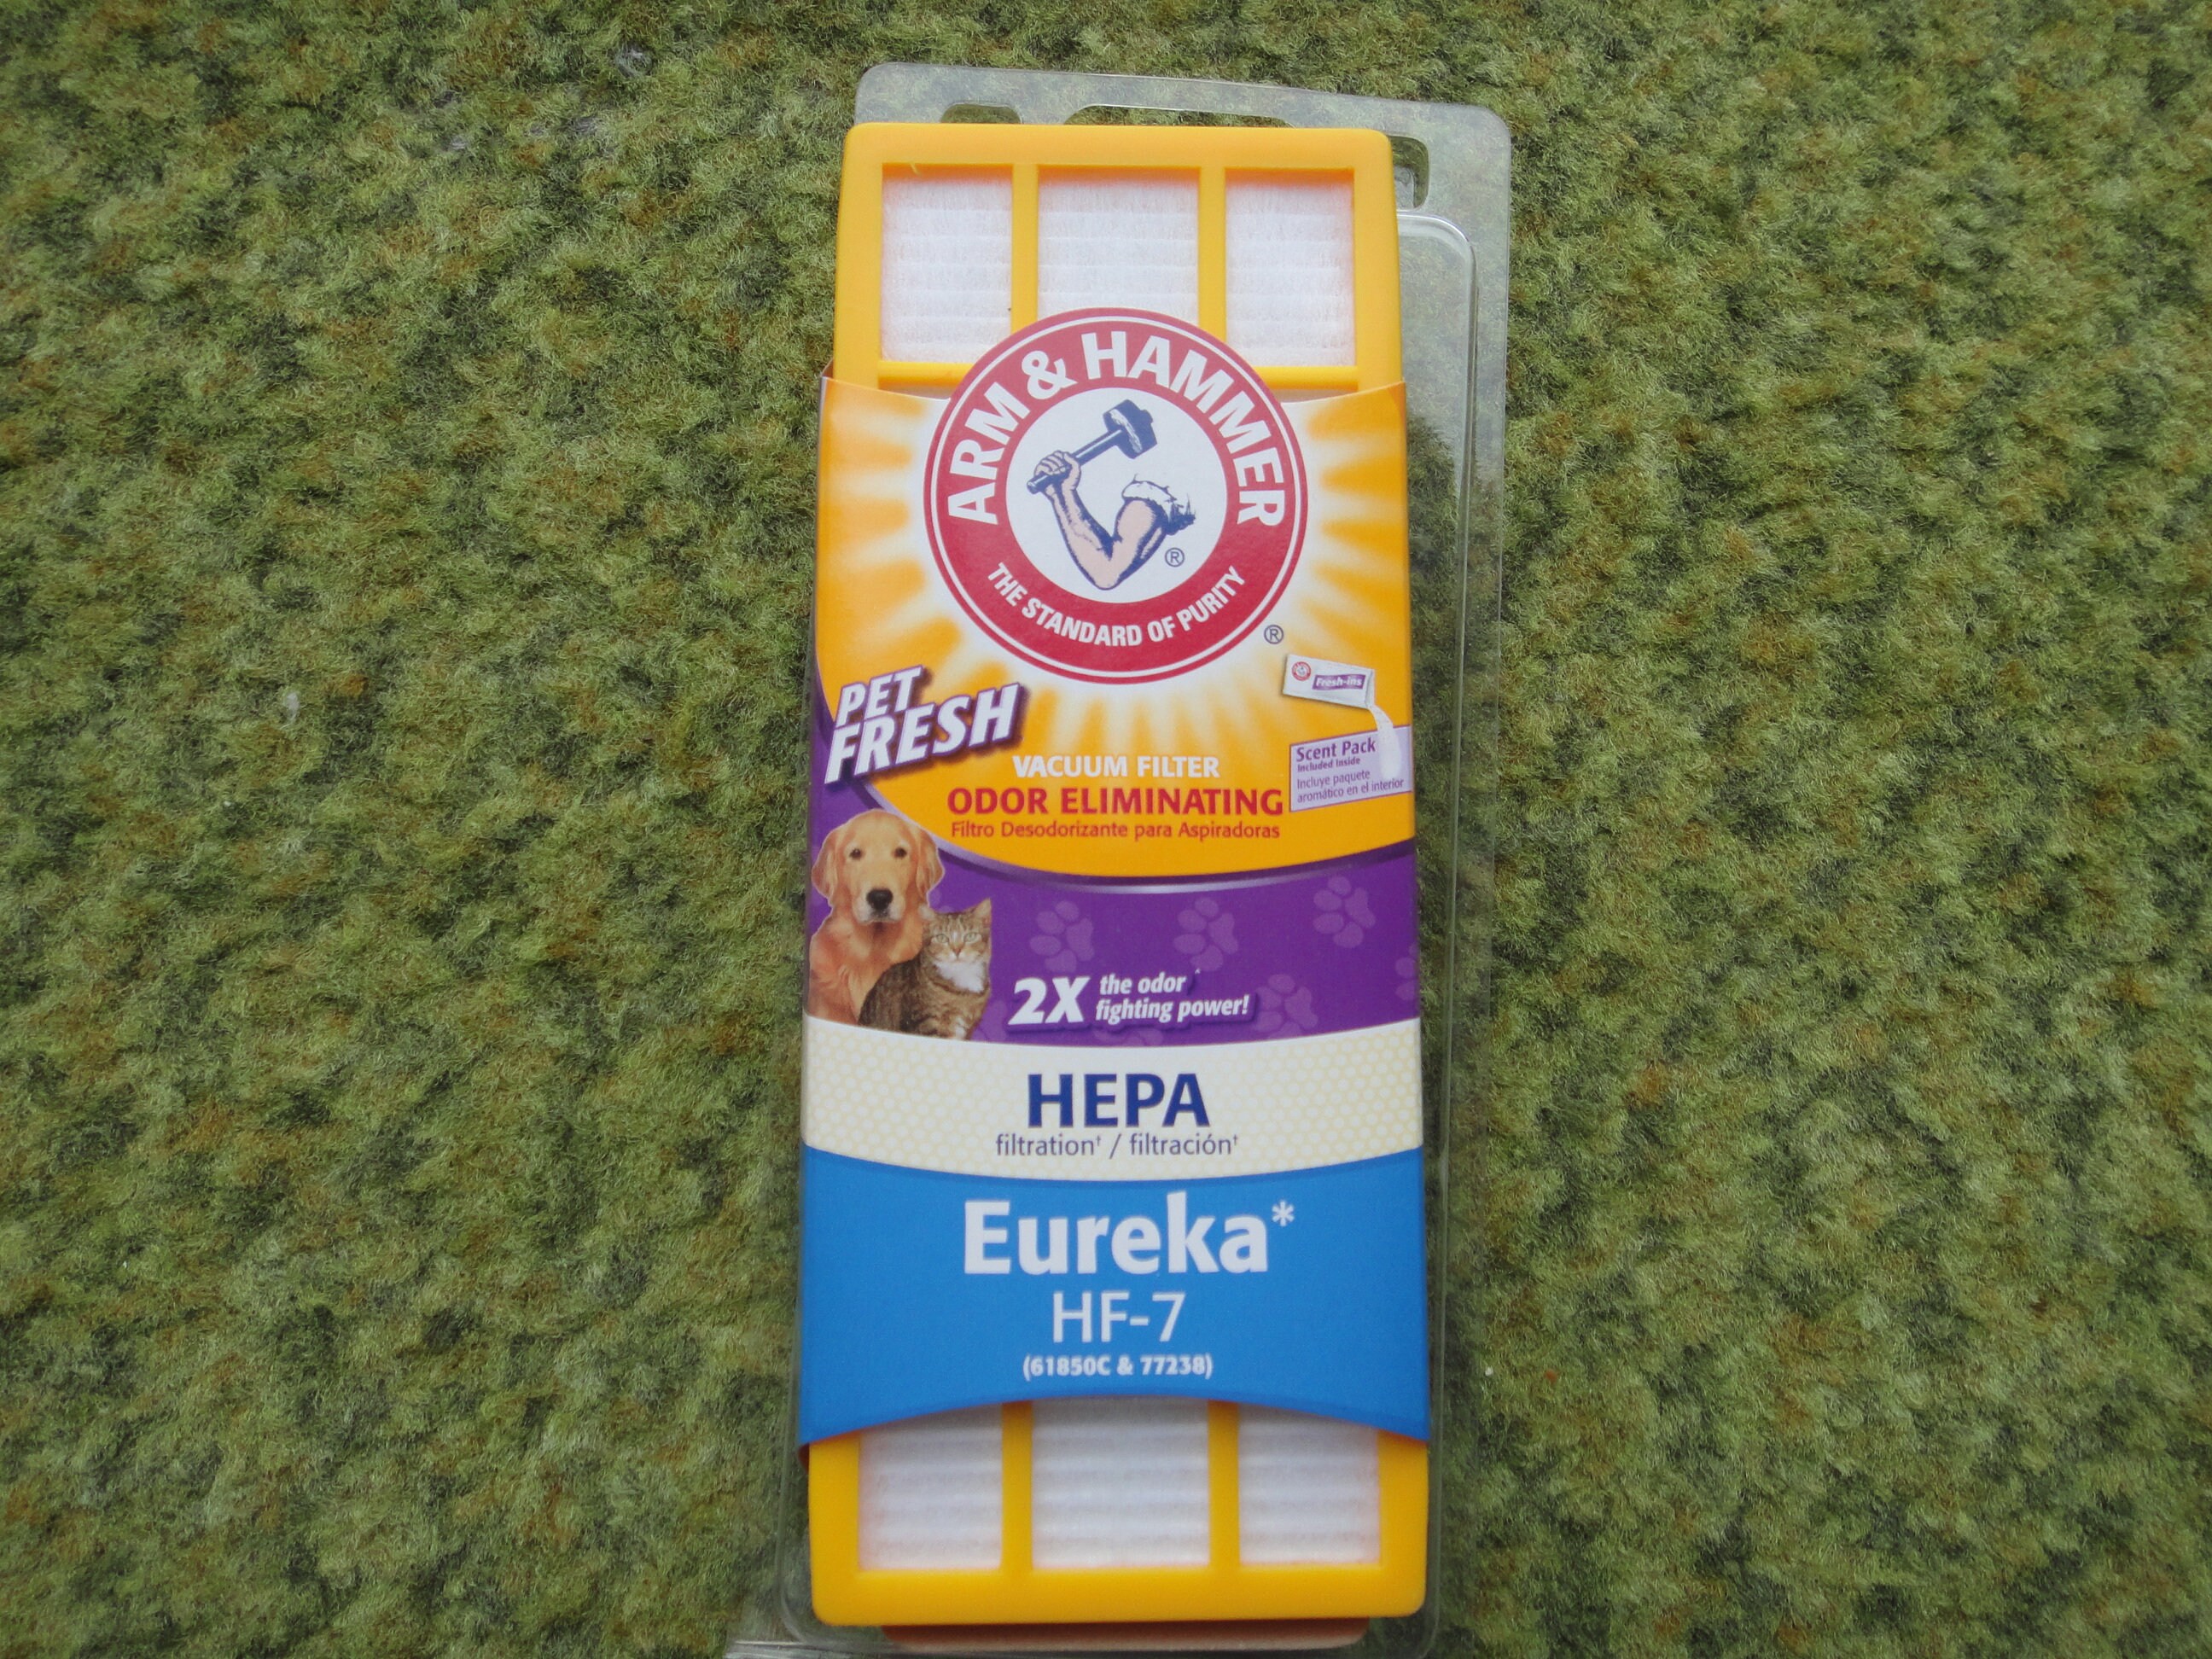 ARM & HAMMER
®
THE STANDARD OF PURITY
®
Fresh-ins
PET
FRESH
Scent Pack
Included Inside
Incluye paquete
aromático en el interior
VACUUM FILTER
ODOR ELIMINATING
Filtro Desodorizante para Aspiradoras
2X the odor
fighting power!
HEPA
filtration† / filtración†
Eureka*
HF-7
(61850C & 77238)